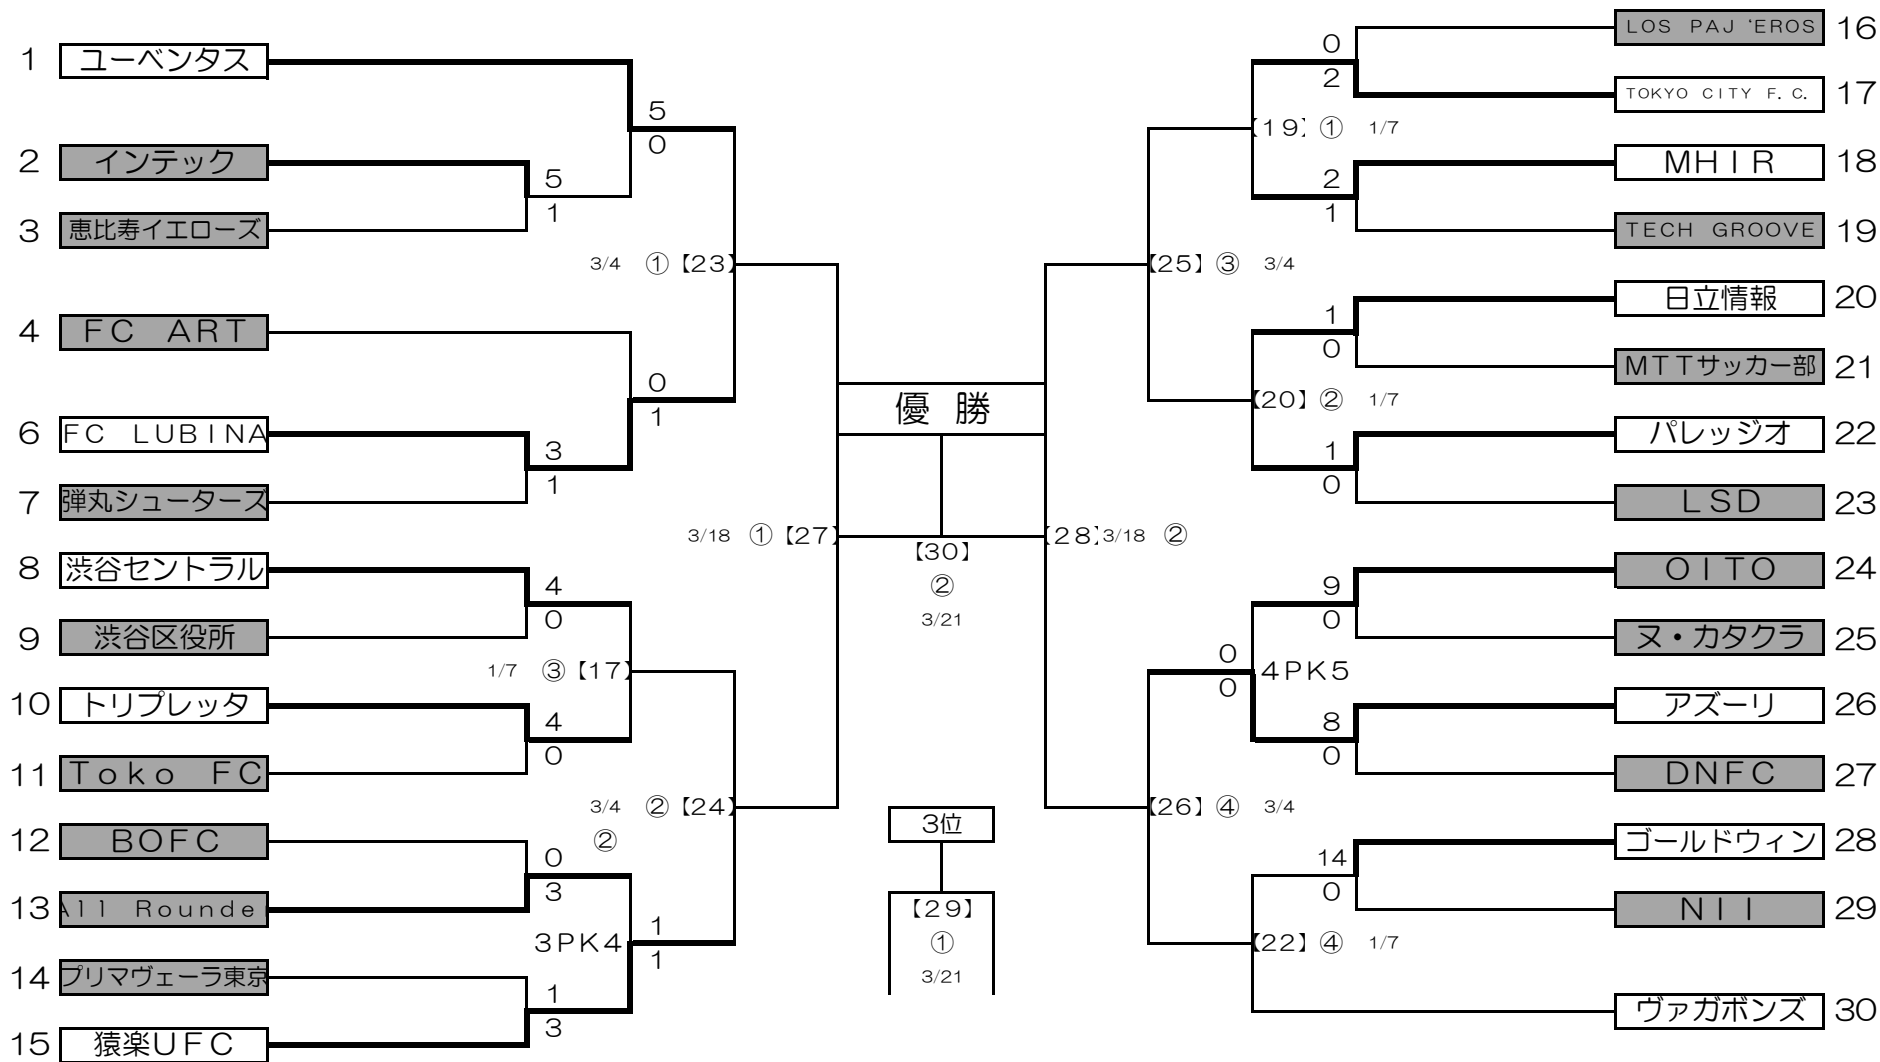 1 ユーベンタス
5
0
2 インテック
5
1
3 恵比寿イエローズ
3/4 ① 【23】
4 FC ART
0
1
6 FC LUBINA
3
1
7 弾丸シューターズ
3/18 ① 【27】
8 渋谷セントラル
4
0
9 渋谷区役所
1/7 ③ 【17】
10 トリプレッタ
4
0
11 Toko FC
3/4 ② 【24】
②
12 BOFC
0
3
13 All Rounder
3PK4
1
1
14 プリマヴェーラ東京
1
3
15 猿楽UFC
優 勝
【30】
②
3/21
3位
【29】
①
3/21
LOS PAJ 'EROS 16
0
2
TOKYO CITY F. C. 17
【19】 ① 1/7
MHIR 18
2
1
TECH GROOVE 19
【25】 ③ 3/4
日立情報 20
1
0
MTTサッカー部 21
【20】 ② 1/7
パレッジオ 22
1
0
LSD 23
【28】 3/18 ②
OITO 24
9
0
ヌ・カタクラ 25
0
0
4PK5
アズーリ 26
8
0
DNFC 27
【26】 ④ 3/4
ゴールドウィン 28
14
0
NII 29
【22】 ④ 1/7
ヴァガボンズ 30